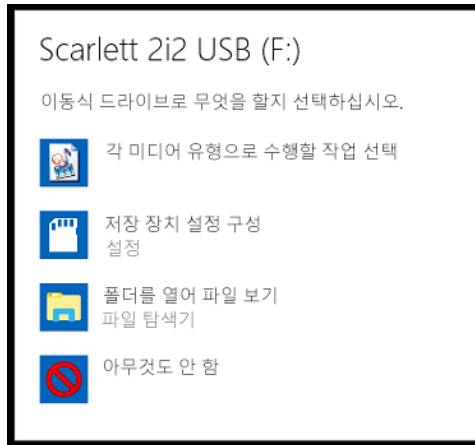 Scarlett 2i2 USB (F:)
이동식 드라이브로 무엇을 할지 선택하십시오.
각 미디어 유형으로 수행할 작업 선택
저장 장치 설정 구성
설정
폴더를 열어 파일 보기
파일 탐색기
아무것도 안 함